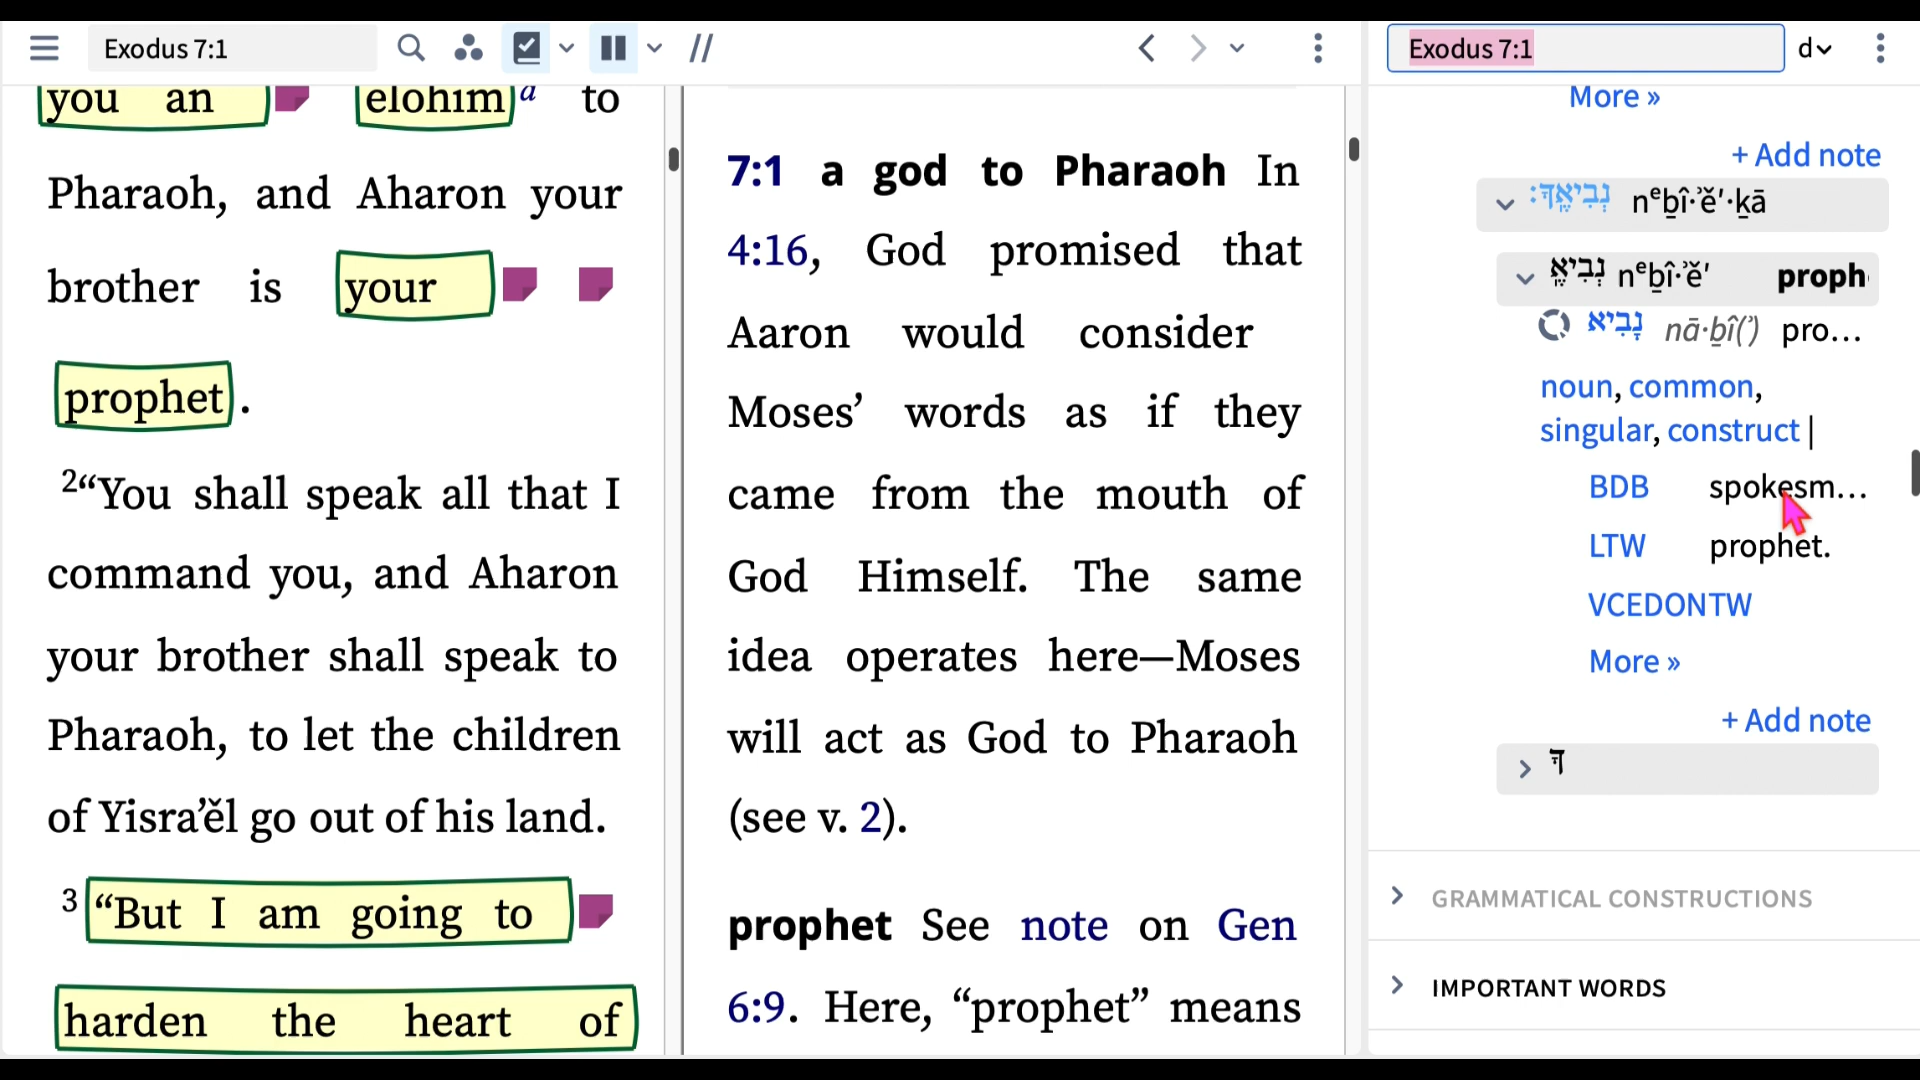 Exodus 7:1
you an elohim a to
Pharaoh, and Aharon your
brother is your
prophet.
2“You shall speak all that I
command you, and Aharon
your brother shall speak to
Pharaoh, to let the children
of Yisra’ěl go out of his land.
3 “But I am going to
harden the heart of
7:1 a god to Pharaoh In
4:16, God promised that
Aaron would consider
Moses’ words as if they
came from the mouth of
God Himself. The same
idea operates here—Moses
will act as God to Pharaoh
(see v. 2).
prophet See note on Gen
6:9. Here, “prophet” means
Exodus 7:1 d
More »
+ Add note
נְבִיאֶֽךָ׃ nᵉḇî·ʾě′·ḵā
נְבִיאֶ nᵉḇî·ʾě′ proph
נָבִיא nā·ḇî(ʾ) pro…
noun, common,
singular, construct |
BDB spokesm…
LTW prophet.
VCEDONTW
More »
+ Add note
ךָ
GRAMMATICAL CONSTRUCTIONS
IMPORTANT WORDS